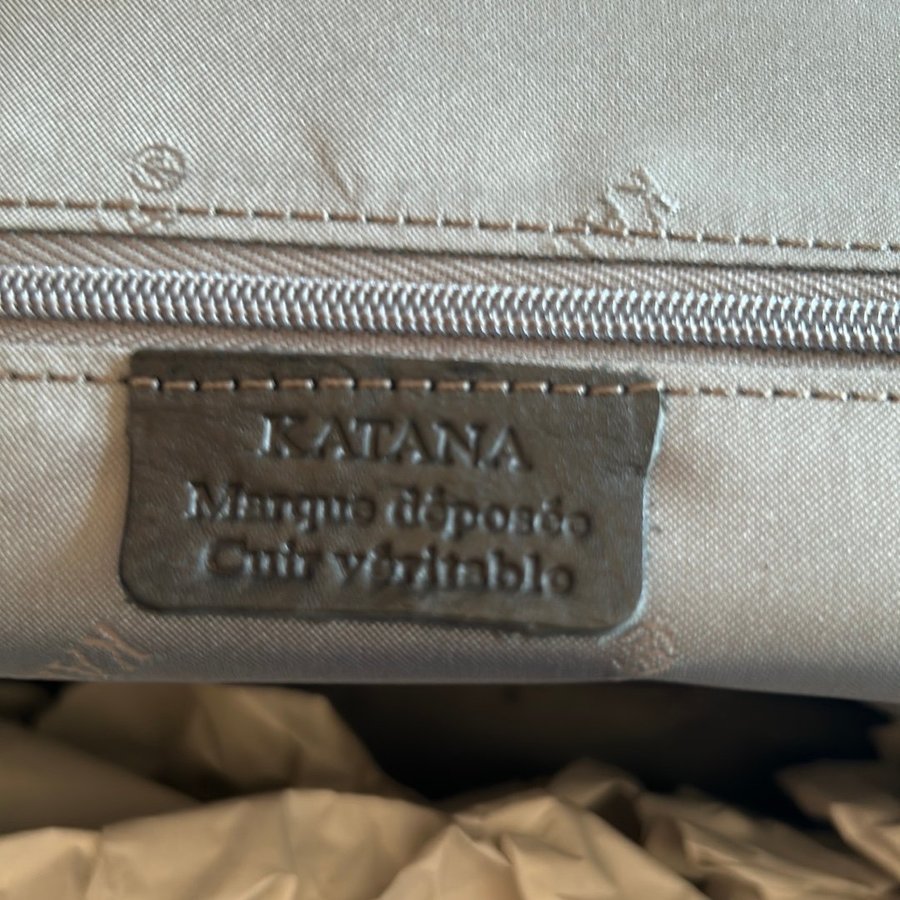 KATANA
Marque déposée
Cuir véritable